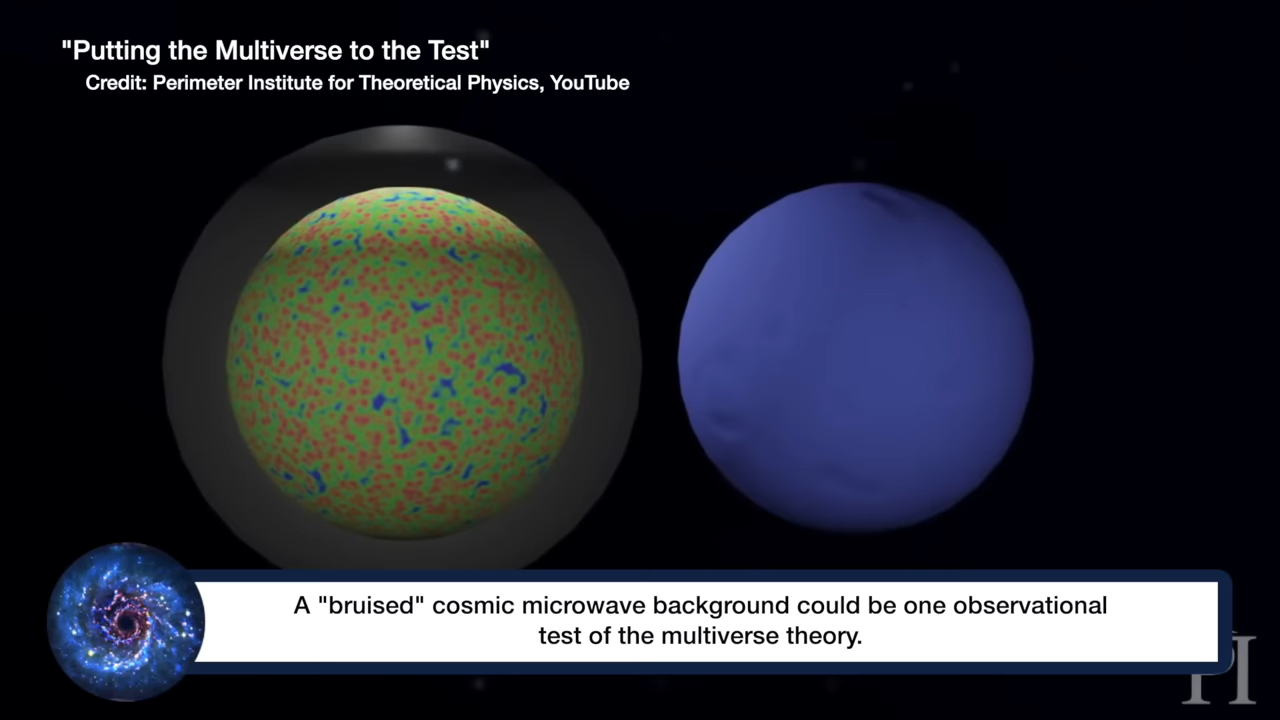 "Putting the Multiverse to the Test"
Credit: Perimeter Institute for Theoretical Physics, YouTube
A "bruised" cosmic microwave background could be one observational
test of the multiverse theory.
PI